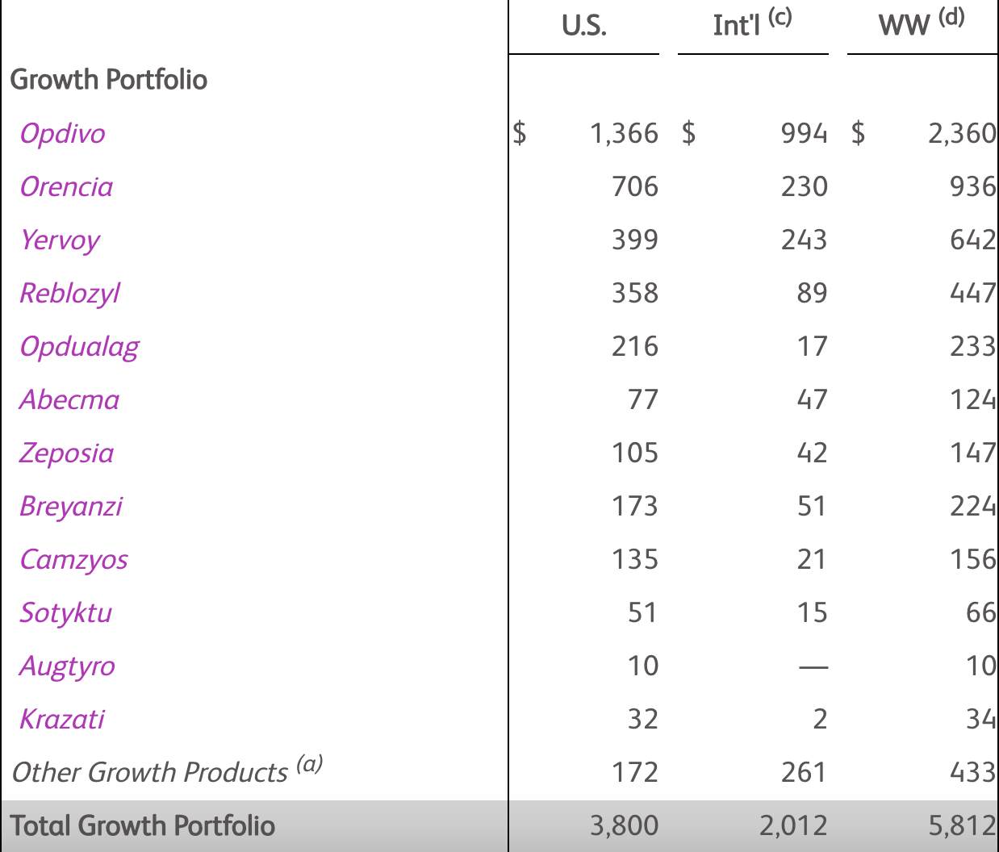 U.S. Int'l (c) WW (d)
Growth Portfolio
Opdivo $ 1,366 $ 994 $ 2,360
Orencia 706 230 936
Yervoy 399 243 642
Reblozyl 358 89 447
Opdualag 216 17 233
Abecma 77 47 124
Zeposia 105 42 147
Breyanzi 173 51 224
Camzyos 135 21 156
Sotyktu 51 15 66
Augtyro 10 — 10
Krazati 32 2 34
Other Growth Products (a) 172 261 433
Total Growth Portfolio 3,800 2,012 5,812